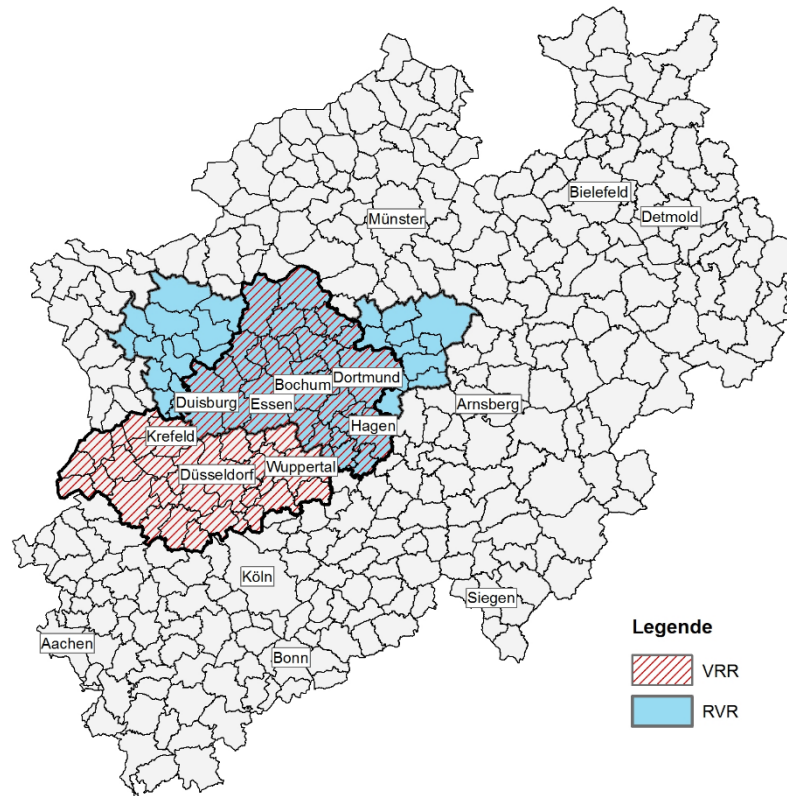 Bielefeld
Detmold
Münster
Dortmund
Bochum
Duisburg
Essen
Arnsberg
Hagen
Krefeld
Wuppertal
Düsseldorf
Köln
Siegen
Aachen
Bonn
Legende
VRR
RVR